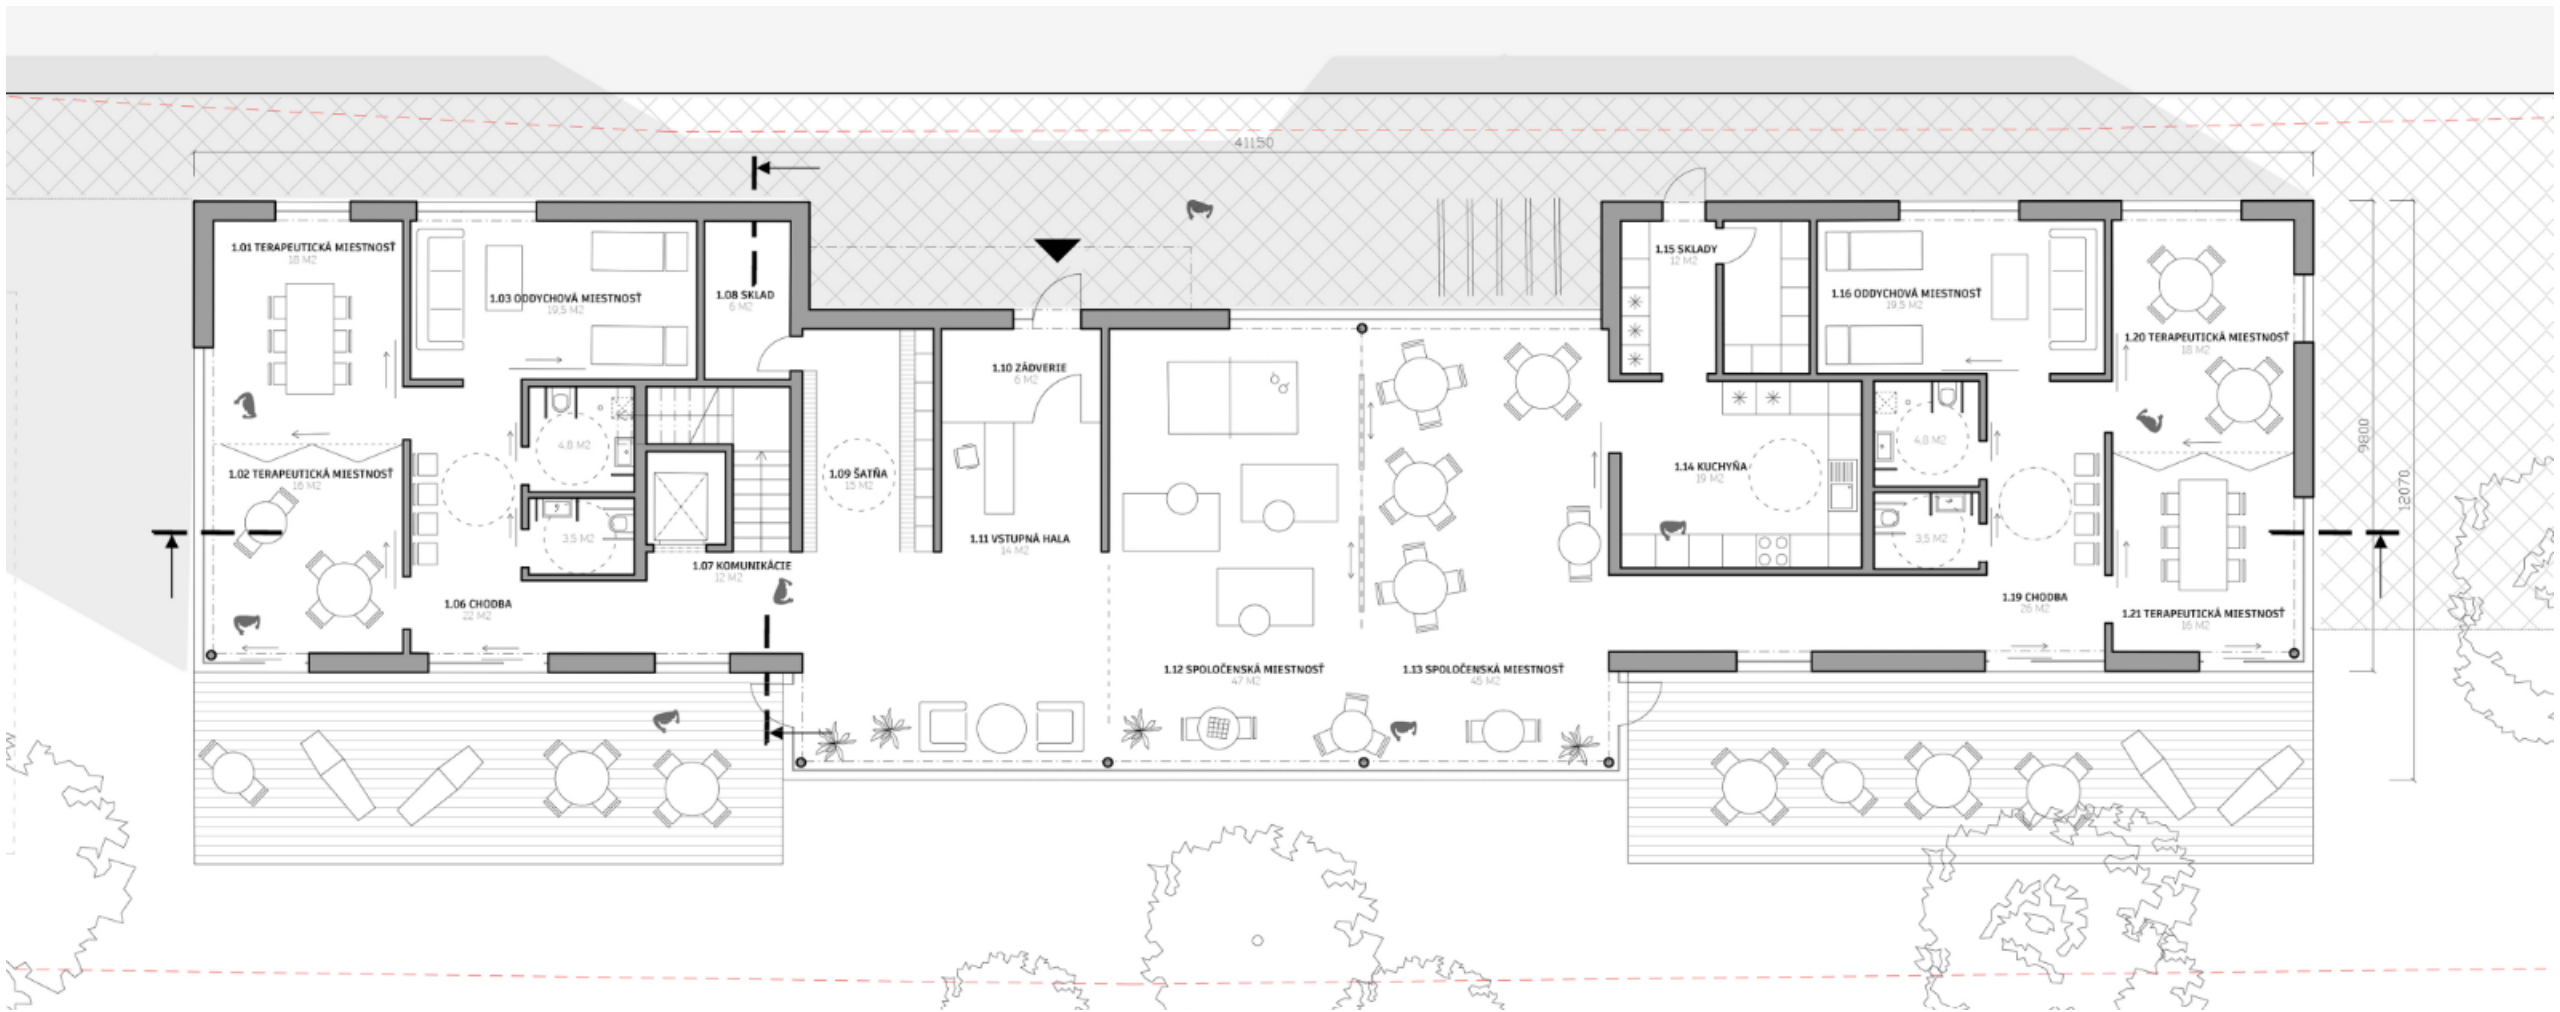 41150
1.01 TERAPEUTICKÁ MIESTNOSŤ
18 M2
1.03 ODDYCHOVÁ MIESTNOSŤ
19,5 M2
1.08 SKLAD
6 M2
1.15 SKLADY
12 M2
1.16 ODDYCHOVÁ MIESTNOSŤ
19,5 M2
1.20 TERAPEUTICKÁ MIESTNOSŤ
18 M2
1.10 ZÁDVERIE
6 M2
4,8 M2
4,8 M2
9800
12070
1.02 TERAPEUTICKÁ MIESTNOSŤ
16 M2
1.09 ŠATŇA
15 M2
1.14 KUCHYŇA
19 M2
3,5 M2
3,5 M2
1.11 VSTUPNÁ HALA
14 M2
1.07 KOMUNIKÁCIE
12 M2
1.06 CHODBA
22 M2
1.19 CHODBA
26 M2
1.21 TERAPEUTICKÁ MIESTNOSŤ
16 M2
1.12 SPOLOČENSKÁ MIESTNOSŤ
47 M2
1.13 SPOLOČENSKÁ MIESTNOSŤ
45 M2